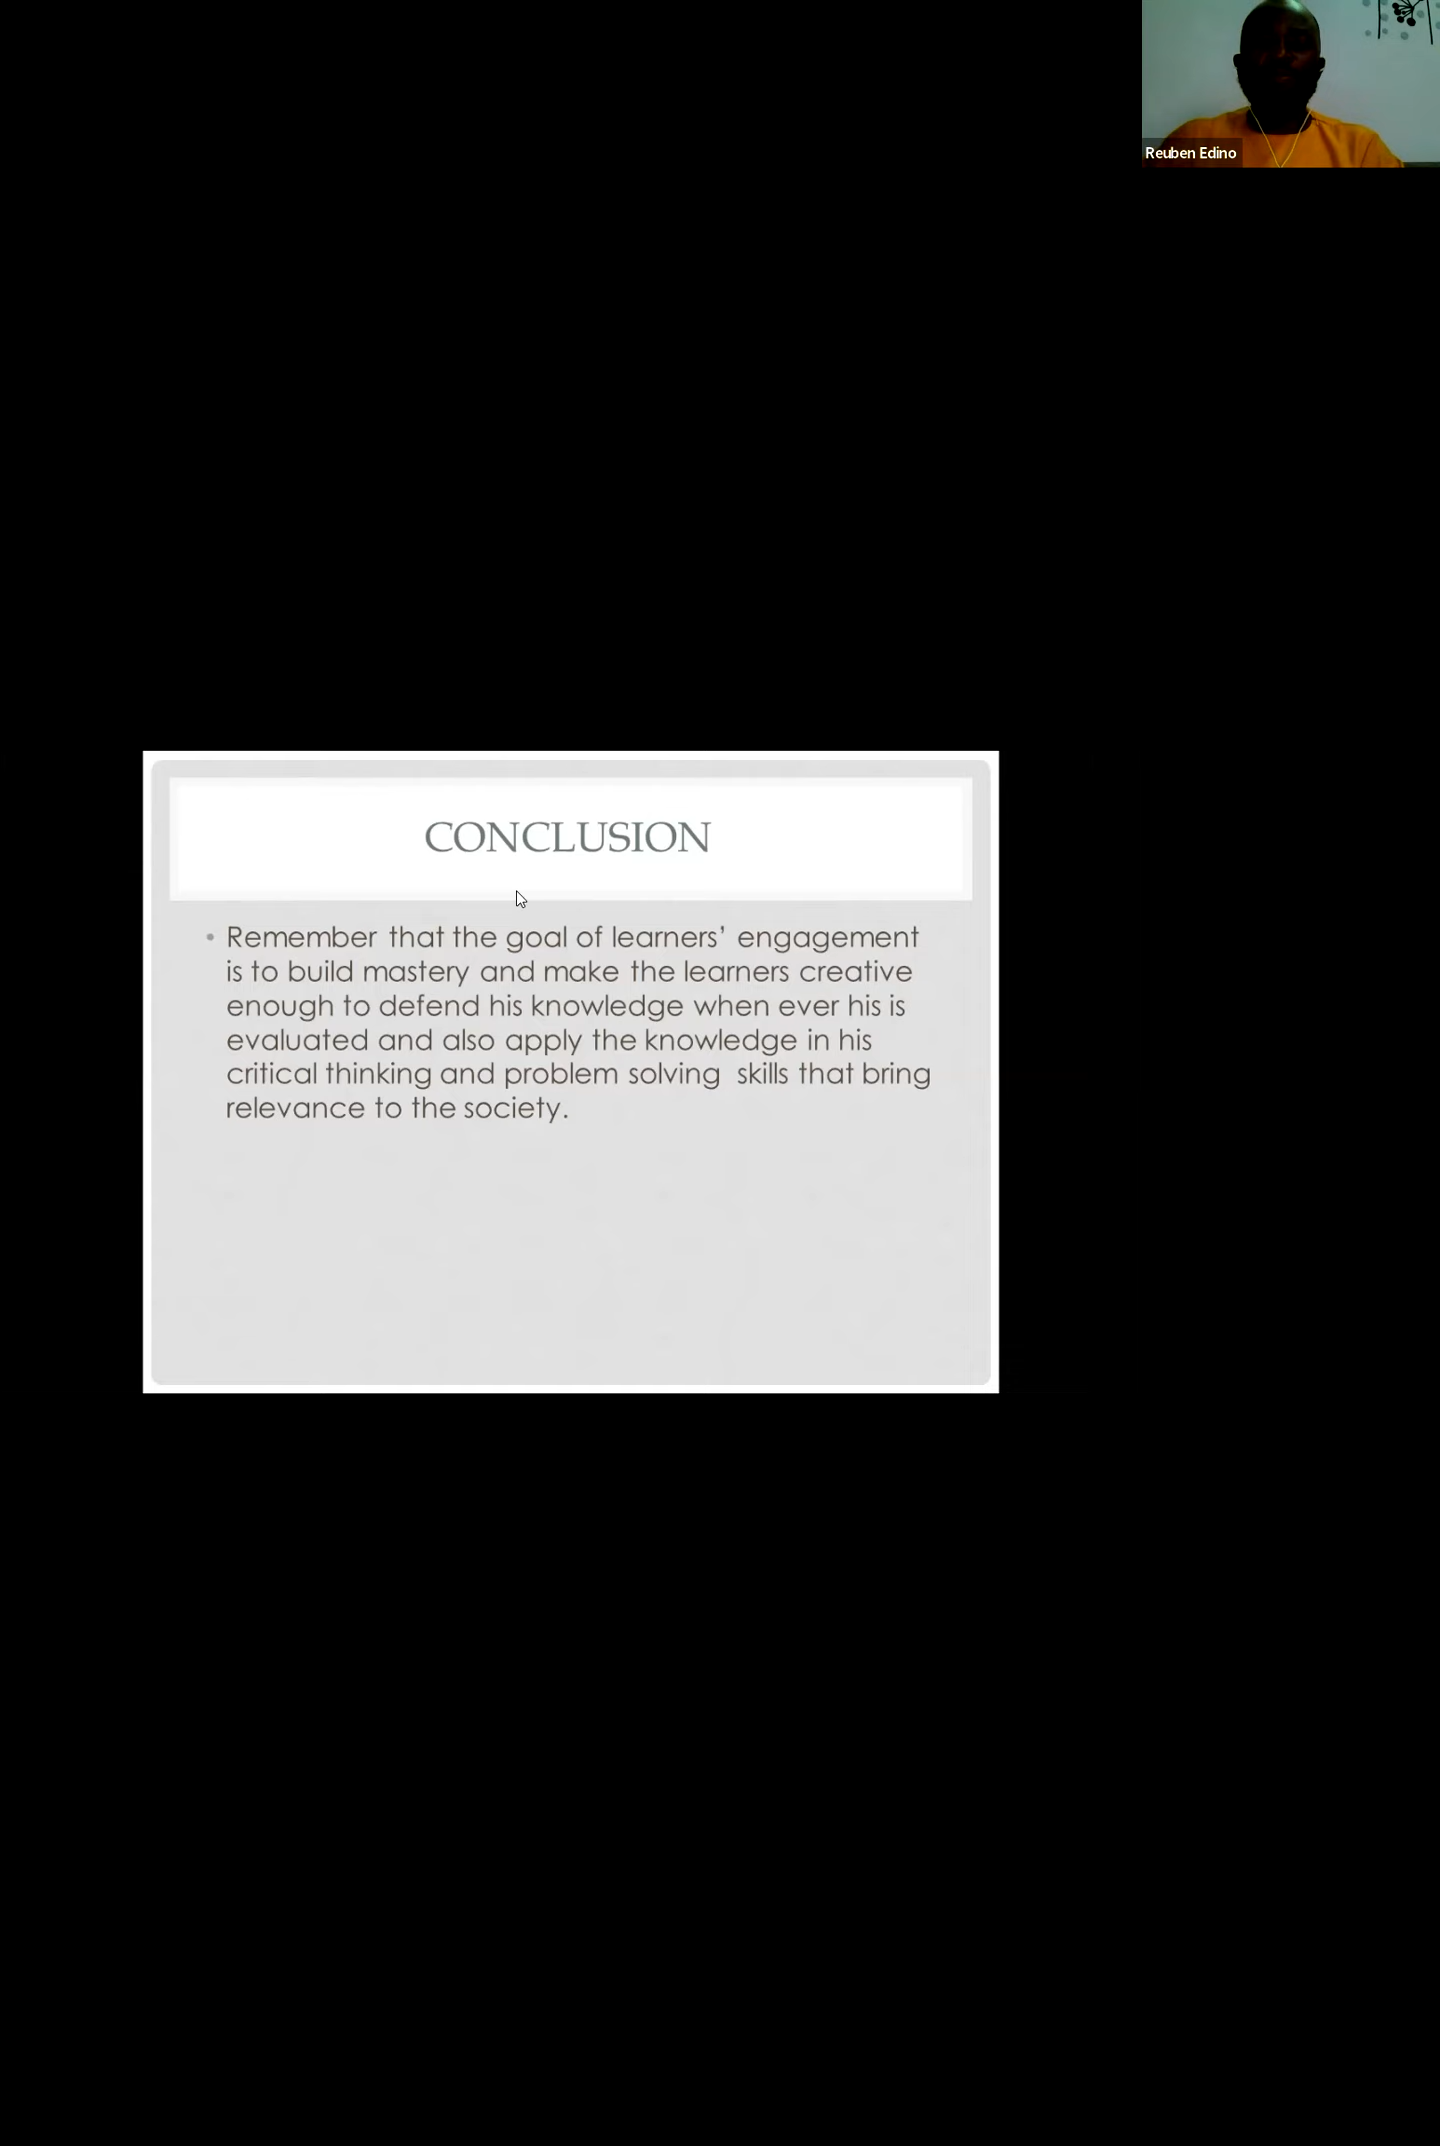 Reuben Edino
CONCLUSION
• Remember that the goal of learners’ engagement
is to build mastery and make the learners creative
enough to defend his knowledge when ever his is
evaluated and also apply the knowledge in his
critical thinking and problem solving skills that bring
relevance to the society.